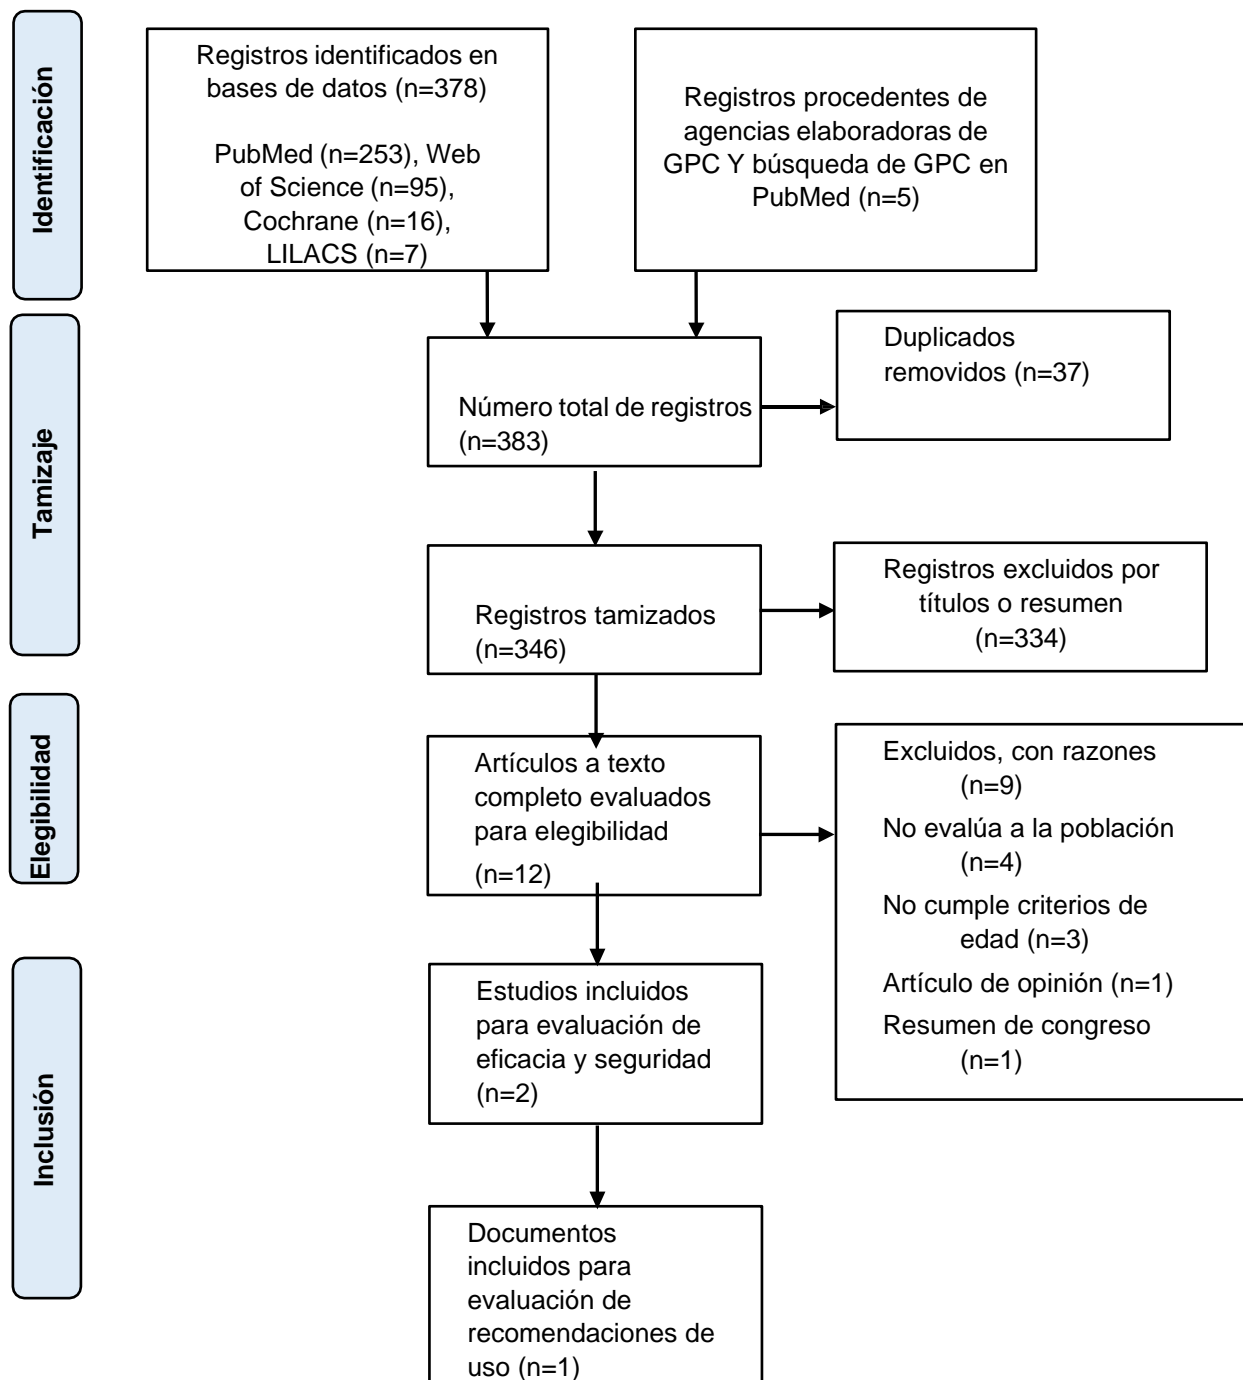 Identificación
Registros identificados en
bases de datos (n=378)
PubMed (n=253), Web
of Science (n=95),
Cochrane (n=16),
LILACS (n=7)
Registros procedentes de
agencias elaboradoras de
GPC Y búsqueda de GPC en
PubMed (n=5)
Tamizaje
Número total de registros
(n=383)
Duplicados
removidos (n=37)
Registros tamizados
(n=346)
Registros excluidos por
títulos o resumen
(n=334)
Elegibilidad
Artículos a texto
completo evaluados
para elegibilidad
(n=12)
Excluidos, con razones
(n=9)
No evalúa a la población
(n=4)
No cumple criterios de
edad (n=3)
Artículo de opinión (n=1)
Resumen de congreso
(n=1)
Inclusión
Estudios incluidos
para evaluación de
eficacia y seguridad
(n=2)
Documentos
incluidos para
evaluación de
recomendaciones de
uso (n=1)